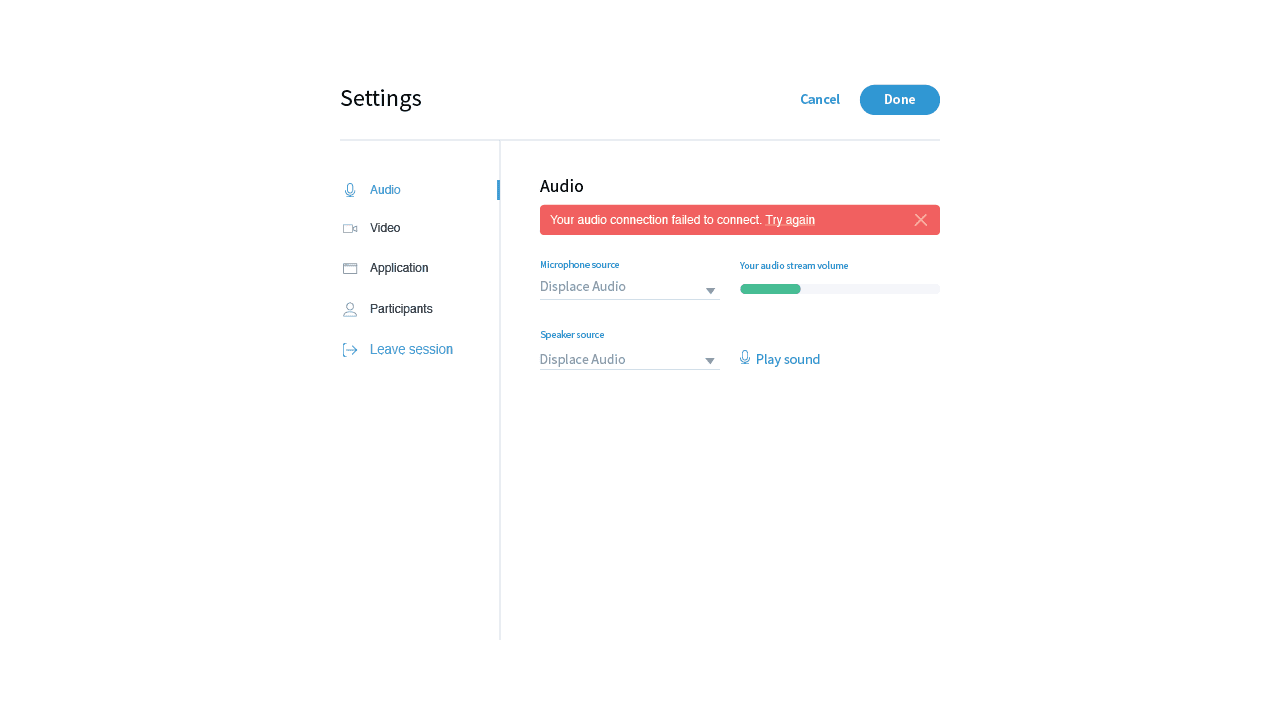 Settings
Cancel
Done
Audio
Video
Application
Participants
Leave session
Audio
Your audio connection failed to connect. Try again
Microphone source
Displace Audio
Your audio stream volume
Speaker source
Displace Audio
Play sound